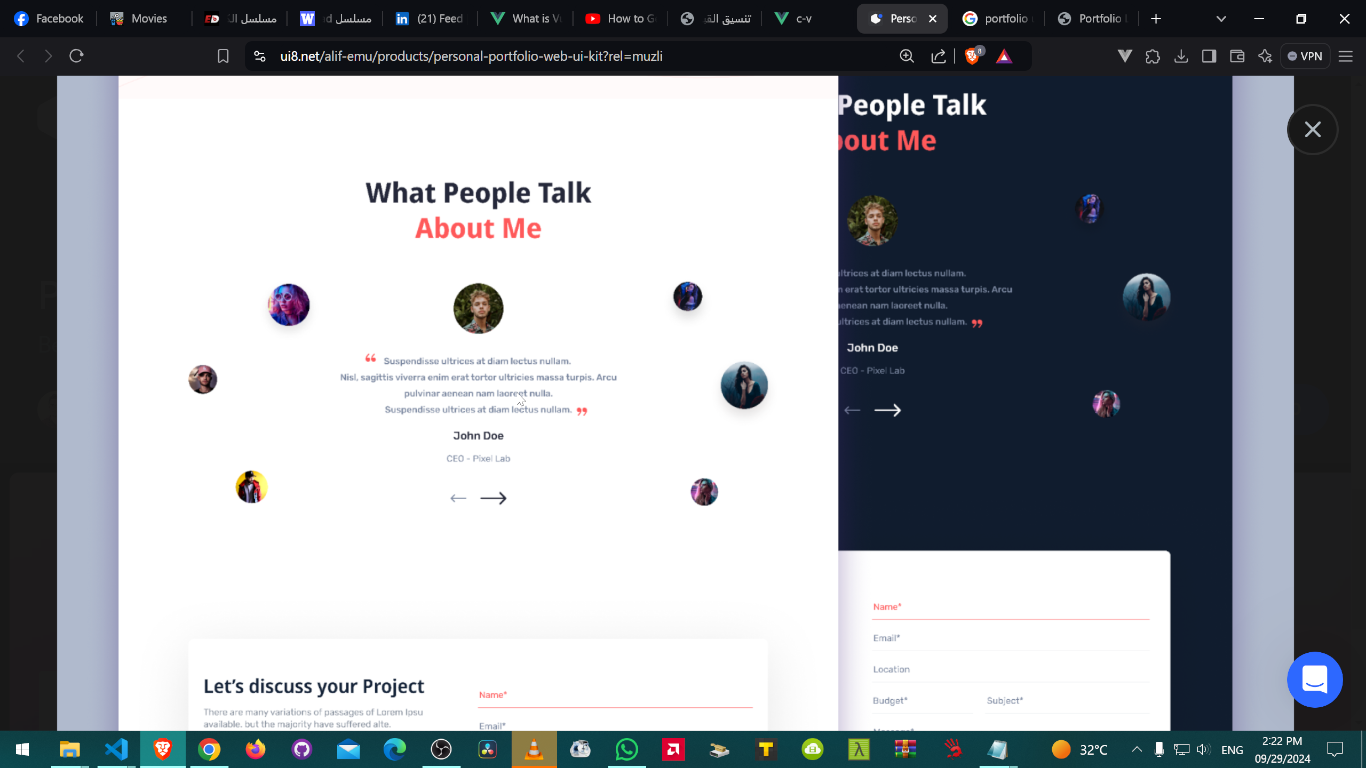 Facebook
Movies
مسلسل
مسلسل
(21) Feed
What is
How to G
تنسيق
c-v
Perso
portfolio
Portfolio
ui8.net/alif-emu/products/personal-portfolio-web-ui-kit?rel=muzli
8
VPN
What People Talk
About Me
“ Suspendisse ultrices at diam lectus nullam.
Nisl, sagittis viverra enim erat tortor ultricies massa turpis. Arcu
pulvinar aenean nam laoreet nulla.
Suspendisse ultrices at diam lectus nullam. ”
John Doe
CEO - Pixel Lab
Let’s discuss your Project
There are many variations of passages of Lorem Ipsu
available, but the majority have suffered alte.
Name*
Email*
People Talk
out Me
ultrices at diam lectus nullam.
erat tortor ultricies massa turpis. Arcu
aenean nam laoreet nulla.
ultrices at diam lectus nullam. ”
John Doe
CEO - Pixel Lab
Name*
Email*
Location
Budget* Subject*
32°C
ENG
2:22 PM
09/29/2024